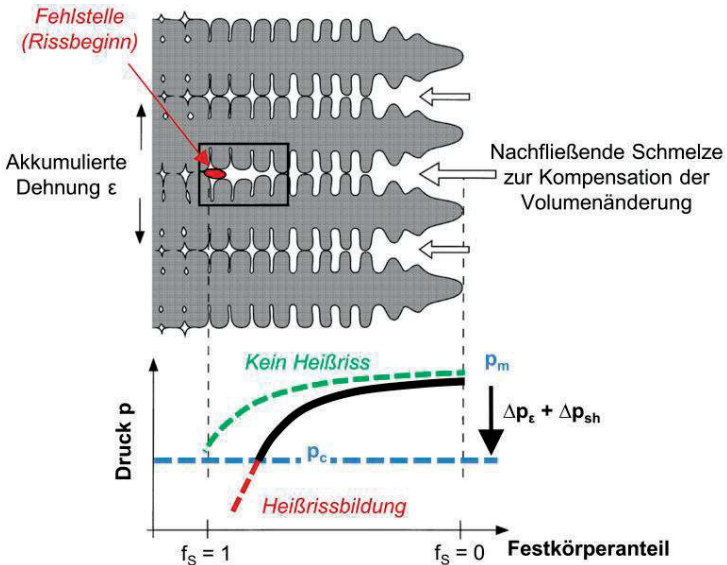 Fehlstelle
(Rissbeginn)
Akkumulierte
Dehnung ε
Nachfließende Schmelze
zur Kompensation der
Volumenänderung
Kein Heißriss
pm
Δpε + Δpsh
pc
Druck p
Heißrissbildung
fS = 1
fS = 0
Festkörperanteil